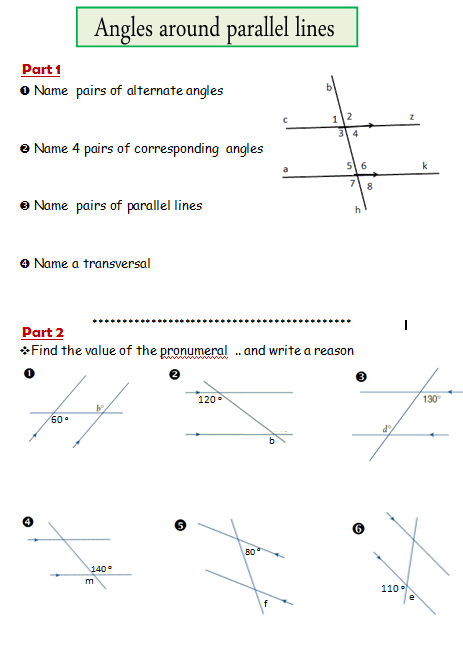 Angles around parallel lines
Part 1
❶ Name pairs of alternate angles
b
c 1 2 z
3 4
❷ Name 4 pairs of corresponding angles
a 5 6 k
7 8
❸ Name pairs of parallel lines
h
❹ Name a transversal
Part 2
❖Find the value of the pronumeral .. and write a reason
❶ ❷ ❸
60° b° 120° b 130° d°
❹ ❺ ❻
140° m 80° f 110° e